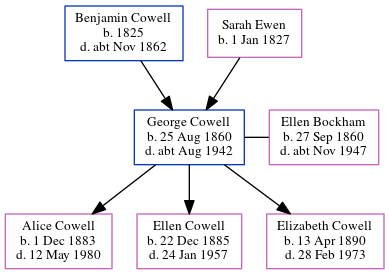 Benjamin Cowell
b. 1825
d. abt Nov 1862
Sarah Ewen
b. 1 Jan 1827
George Cowell
b. 25 Aug 1860
d. abt Aug 1942
Ellen Bockham
b. 27 Sep 1860
d. abt Nov 1947
Alice Cowell
b. 1 Dec 1883
d. 12 May 1980
Ellen Cowell
b. 22 Dec 1885
d. 24 Jan 1957
Elizabeth Cowell
b. 13 Apr 1890
d. 28 Feb 1973